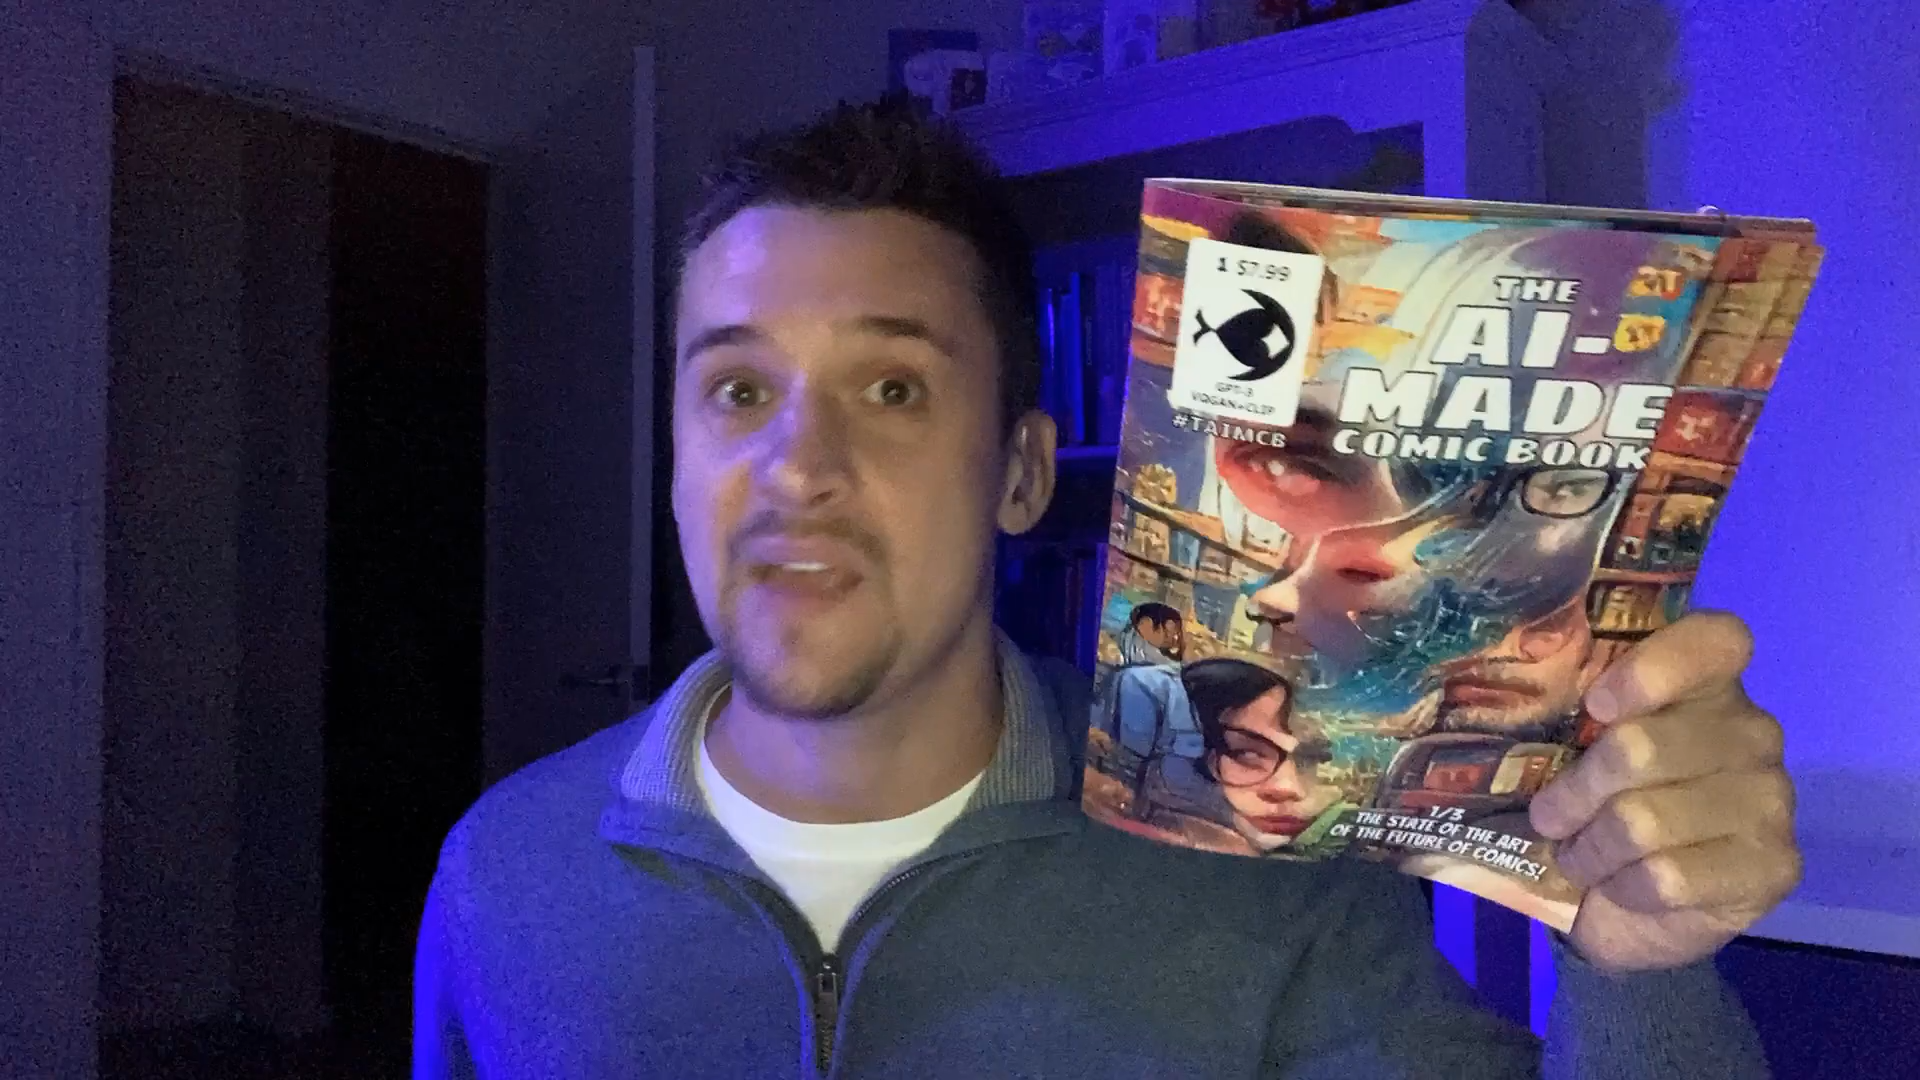 1 $7.99
GPT-3
VQGAN+CLIP
#TAIMCB
THE
AI-
MADE
COMIC BOOK
1/3
THE STATE OF THE ART
OF THE FUTURE OF COMICS!